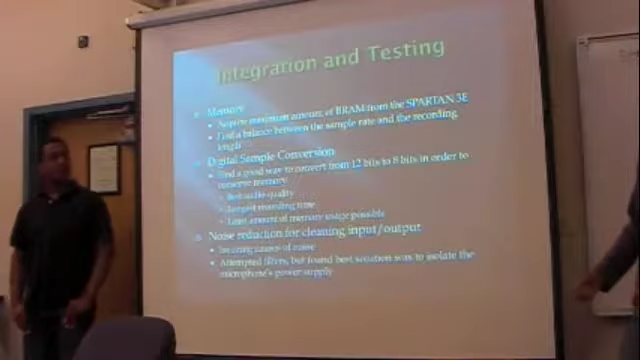 Integration and Testing
Memory
Acquire maximum amount of BRAM from the SPARTAN 3E
Find a balance between the sample rate and the recording
length
Digital Sample Conversion
Find a good way to convert from 12 bits to 8 bits in order to
conserve memory
Best audio quality
Longest recording time
Least amount of memory usage possible
Noise reduction for cleaning input/output
Locating causes of noise
Attempted filters, but found best solution was to isolate the
microphone's power supply